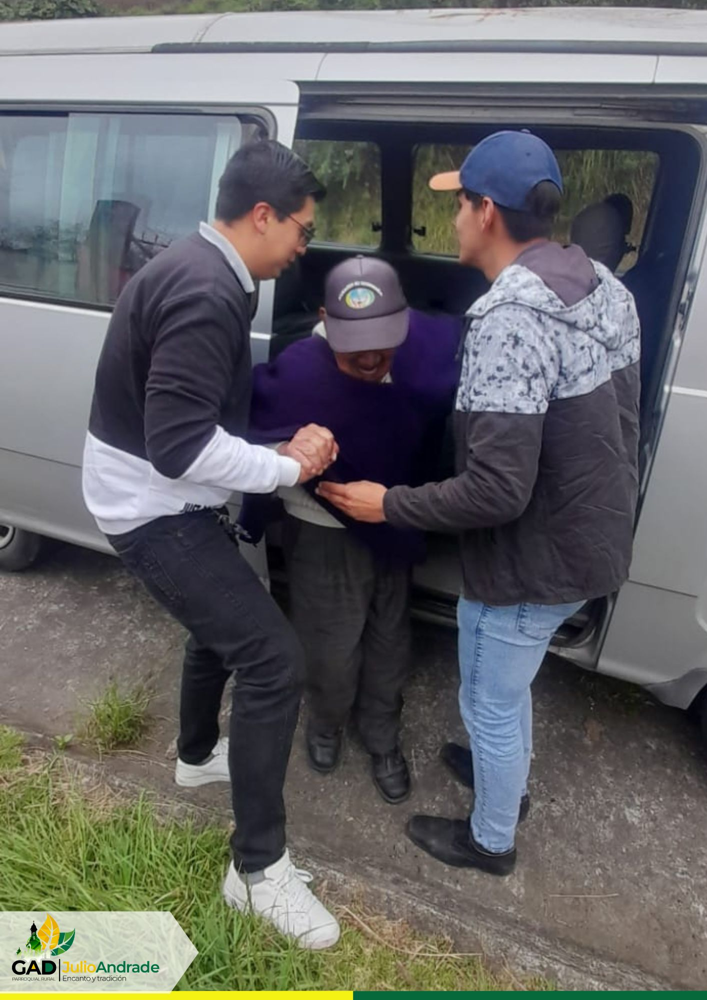 GAD
PARROQUIAL RURAL
JulioAndrade
Encanto y tradición